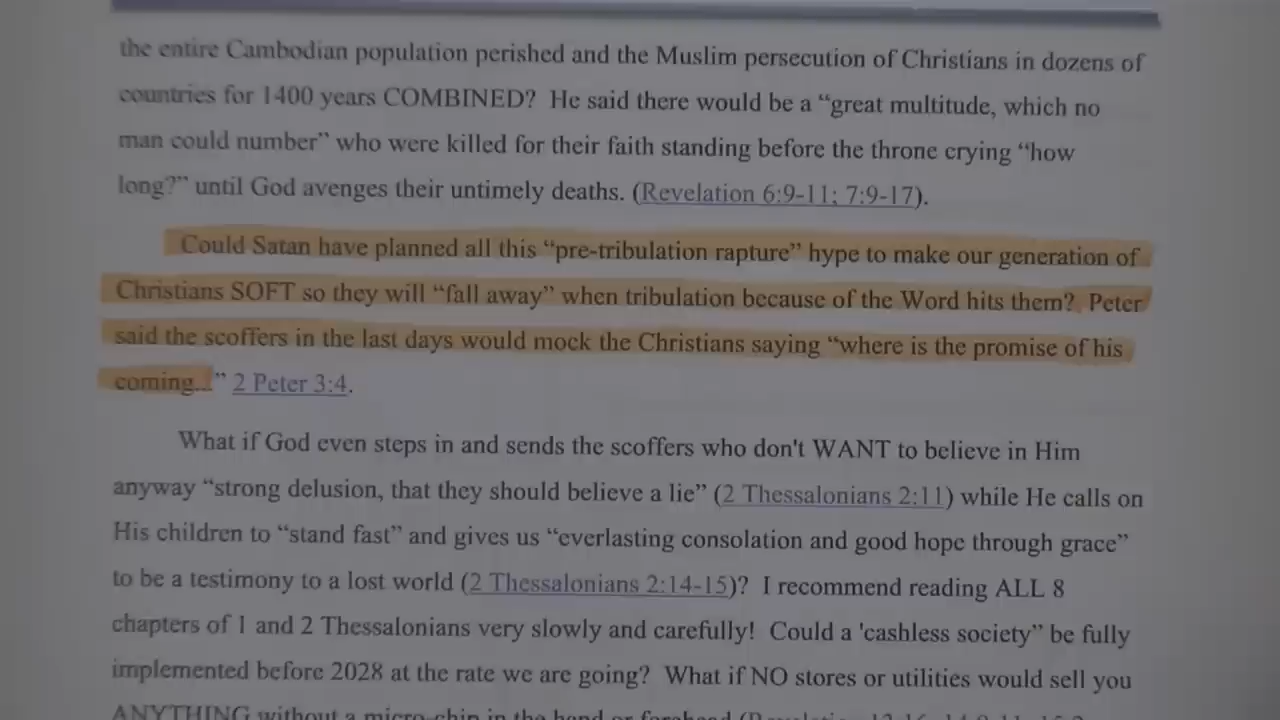 the entire Cambodian population perished and the Muslim persecution of Christians in dozens of
countries for 1400 years COMBINED? He said there would be a “great multitude, which no
man could number” who were killed for their faith standing before the throne crying “how
long?” until God avenges their untimely deaths. (Revelation 6:9-11; 7:9-17).
Could Satan have planned all this “pre-tribulation rapture” hype to make our generation of
Christians SOFT so they will “fall away” when tribulation because of the Word hits them? Peter
said the scoffers in the last days would mock the Christians saying “where is the promise of his
coming...” 2 Peter 3:4.
What if God even steps in and sends the scoffers who don't WANT to believe in Him
anyway “strong delusion, that they should believe a lie” (2 Thessalonians 2:11) while He calls on
His children to “stand fast” and gives us “everlasting consolation and good hope through grace”
to be a testimony to a lost world (2 Thessalonians 2:14-15)? I recommend reading ALL 8
chapters of 1 and 2 Thessalonians very slowly and carefully! Could a 'cashless society” be fully
implemented before 2028 at the rate we are going? What if NO stores or utilities would sell you
ANYTHING without a micro-chip in the hand or forehead